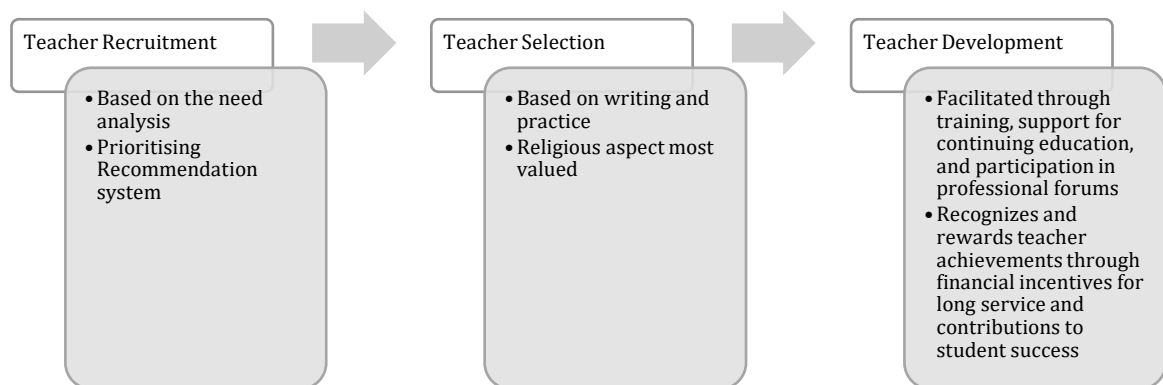 Teacher Recruitment
• Based on the need
analysis
• Prioritising
Recommendation
system
Teacher Selection
• Based on writing and
practice
• Religious aspect most
valued
Teacher Development
• Facilitated through
training, support for
continuing education,
and participation in
professional forums
• Recognizes and
rewards teacher
achievements through
financial incentives for
long service and
contributions to
student success